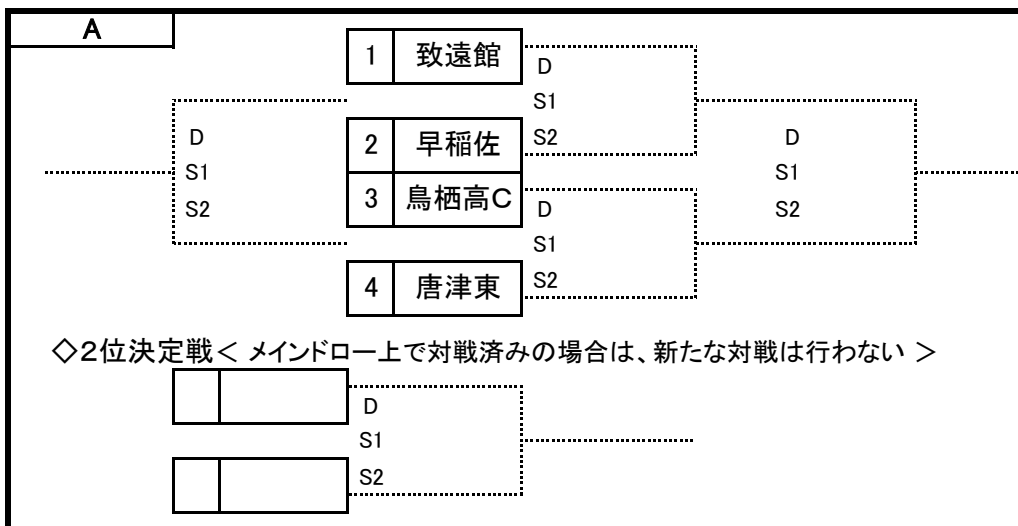 A
1 致遠館
D
S1
S2
2 早稲佐
3 鳥栖高C
D
S1
S2
4 唐津東
D
S1
S2
D
S1
S2
◇2位決定戦＜ メインドロー上で対戦済みの場合は、新たな対戦は行わない ＞
D
S1
S2